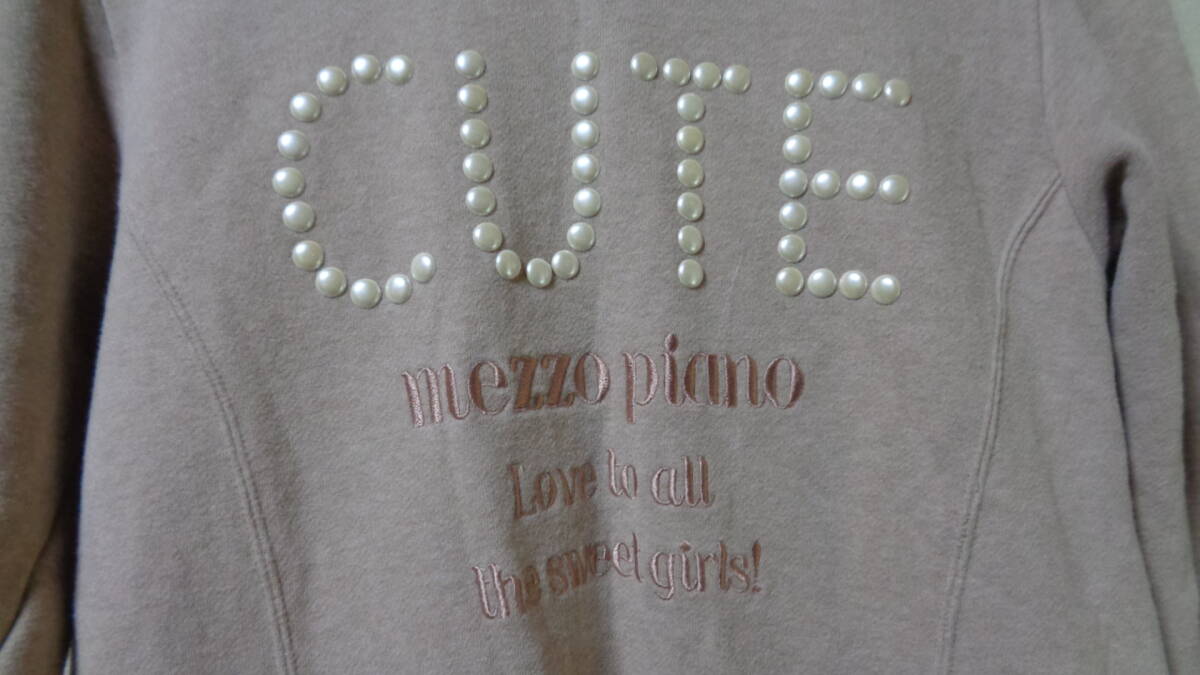 CUTE
mezzo piano
Love to all
the sweet girls!